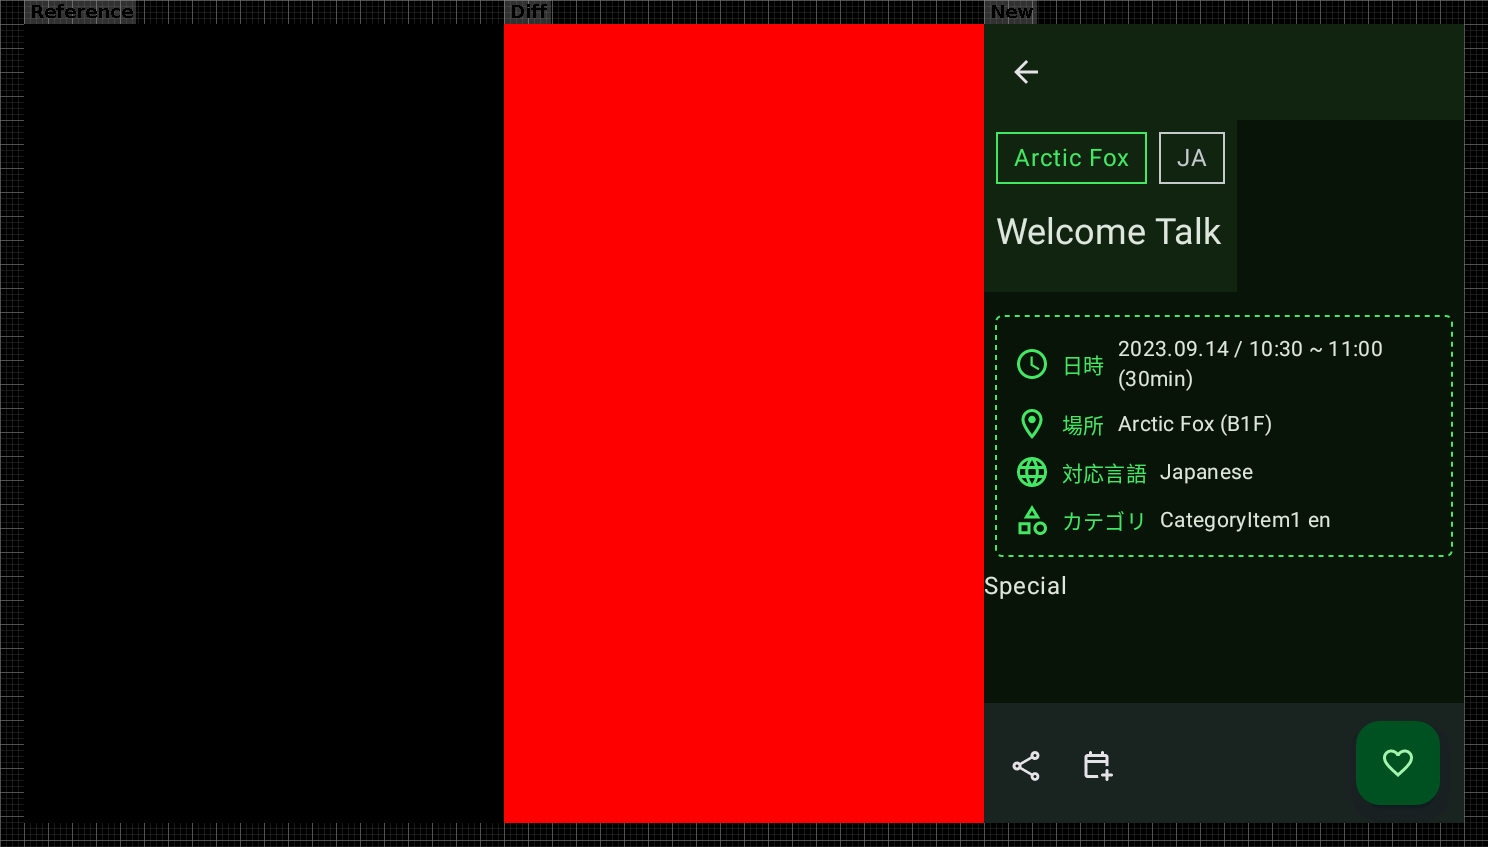 Reference
Diff
New
Arctic Fox
JA
Welcome Talk
日時
2023.09.14 / 10:30 ~ 11:00
(30min)
場所
Arctic Fox (B1F)
対応言語
Japanese
カテゴリ
CategoryItem1 en
Special